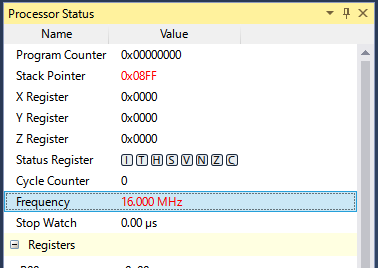 Processor Status
Name Value
Program Counter 0x00000000
Stack Pointer 0x08FF
X Register 0x0000
Y Register 0x0000
Z Register 0x0000
Status Register I T H S V N Z C
Cycle Counter 0
Frequency 16.000 MHz
Stop Watch 0.00 µs
Registers